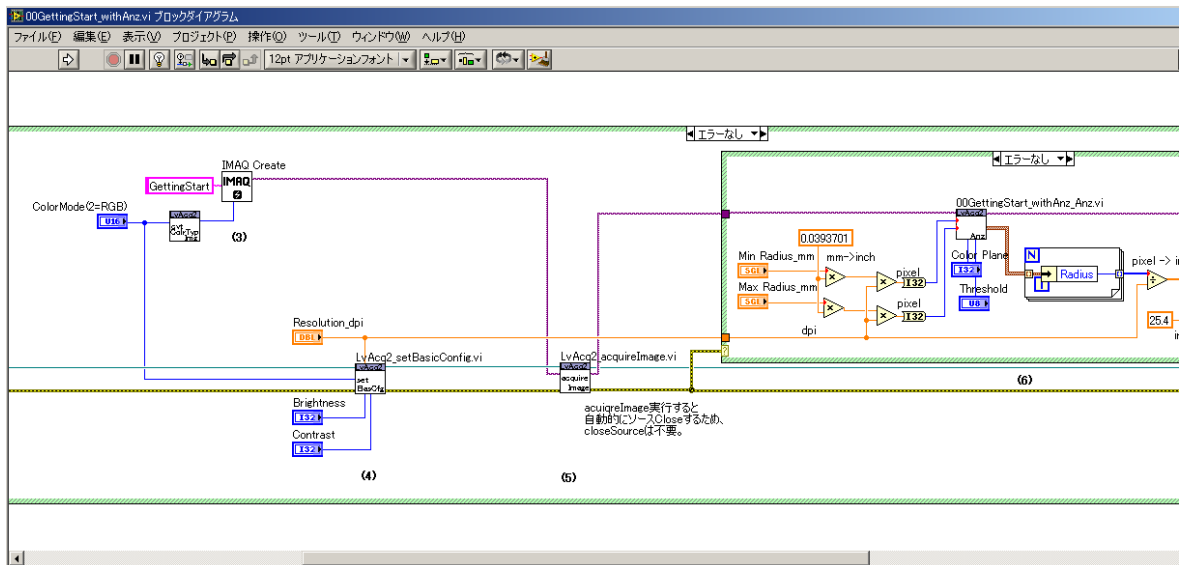 00GettingStart_withAnz.vi ブロックダイアグラム
ファイル(F) 編集(E) 表示(V) プロジェクト(P) 操作(O) ツール(T) ウィンドウ(W) ヘルプ(H)
12pt アプリケーションフォント
エラーなし
エラーなし
IMAQ Create
IMAQ
GettingStart
ColorMode(2=RGB)
U16
LvAcq2
(3)
00GettingStart_withAnz_Anz.vi
LvAcq2
Anz
0.0393701
Min Radius_mm
mm->inch
SGL
pixel
I32
Max Radius_mm
SGL
pixel
I32
dpi
Color Plane
I32
Threshold
U8
N
i
Radius
pixel -> in
25.4
in
(6)
Resolution_dpi
DBL
LvAcq2_setBasicConfig.vi
LvAcq2
set
BasCfg
LvAcq2_acquireImage.vi
LvAcq2
acquire
Image
Brightness
I32
Contrast
I32
acuiqreImage実行すると
自動的にソースCloseするため、
closeSourceは不要。
(4)
(5)